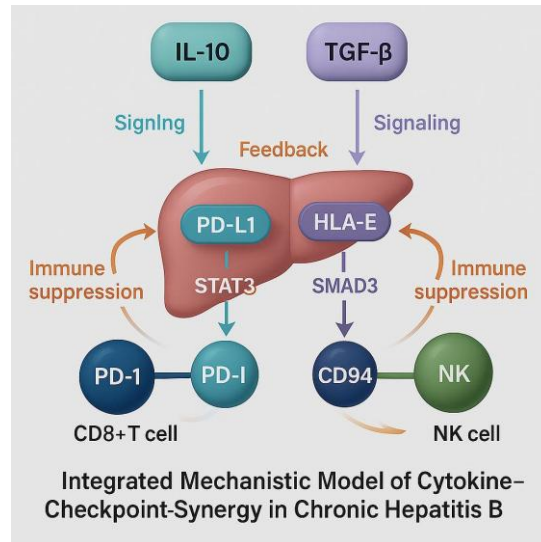 IL-10
TGF-β
SignIng
Signaling
Feedback
PD-L1
HLA-E
Immune
suppression
STAT3
SMAD3
Immune
suppression
PD-1
PD-I
CD94
NK
CD8+T cell
NK cell
Integrated Mechanistic Model of Cytokine–
Checkpoint-Synergy in Chronic Hepatitis B